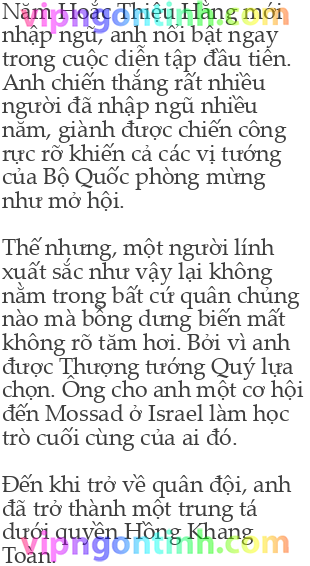 Năm Hoắc Thiệu Hằng mới
nhập ngũ, anh nổi bật ngay
trong cuộc diễn tập đầu tiên.
Anh chiến thắng rất nhiều
người đã nhập ngũ nhiều
năm, giành được chiến công
rực rỡ khiến cả các vị tướng
của Bộ Quốc phòng mừng
như mở hội.
Thế nhưng, một người lính
xuất sắc như vậy lại không
nằm trong bất cứ quân chủng
nào mà bỗng dưng biến mất
không rõ tăm hơi. Bởi vì anh
được Thượng tướng Quý lựa
chọn. Ông cho anh một cơ hội
đến Mossad ở Israel làm học
trò cuối cùng của ai đó.
Đến khi trở về quân đội, anh
đã trở thành một trung tá
dưới quyền Hồng Khang
Toàn.
vipngontinh.com
vipngontinh.com